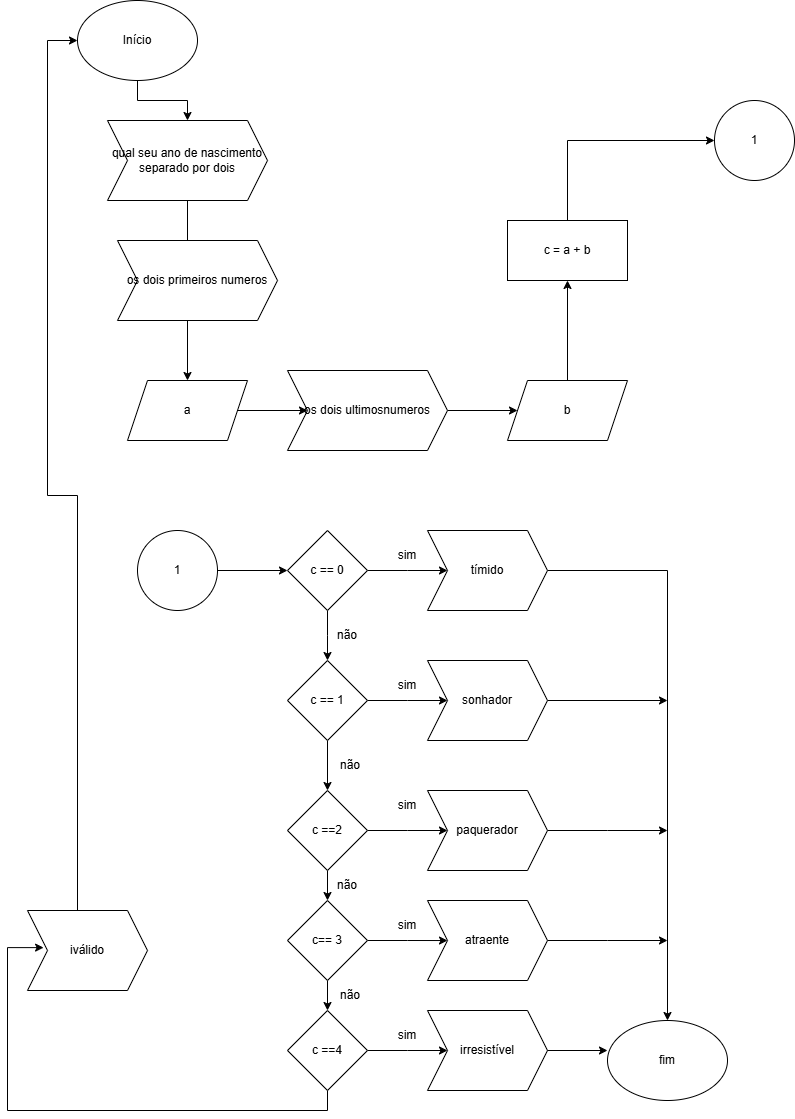 Início
qual seu ano de nascimento
separado por dois
os dois primeiros numeros
a
os dois ultimosnumeros
b
c = a + b
1
1
c == 0
sim
tímido
não
c == 1
sim
sonhador
não
c ==2
sim
paquerador
não
c== 3
sim
atraente
não
c ==4
sim
irresistível
fim
iválido